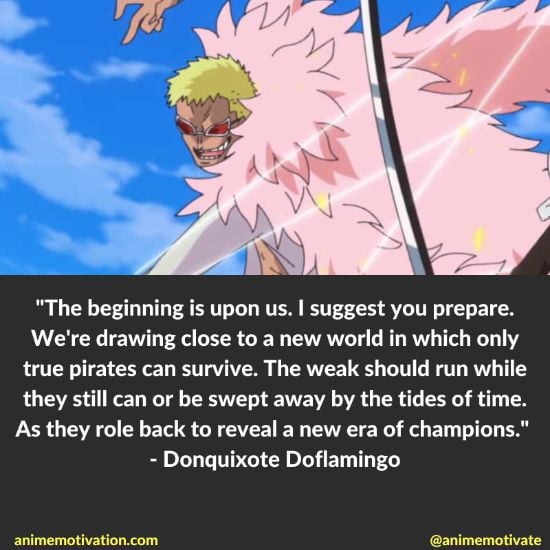 "The beginning is upon us. I suggest you prepare.
We're drawing close to a new world in which only
true pirates can survive. The weak should run while
they still can or be swept away by the tides of time.
As they role back to reveal a new era of champions."
- Donquixote Doflamingo
animemotivation.com
@animemotivate